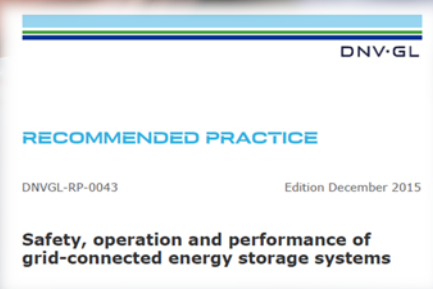 DNV·GL
RECOMMENDED PRACTICE
DNVGL-RP-0043 Edition December 2015
Safety, operation and performance of
grid-connected energy storage systems